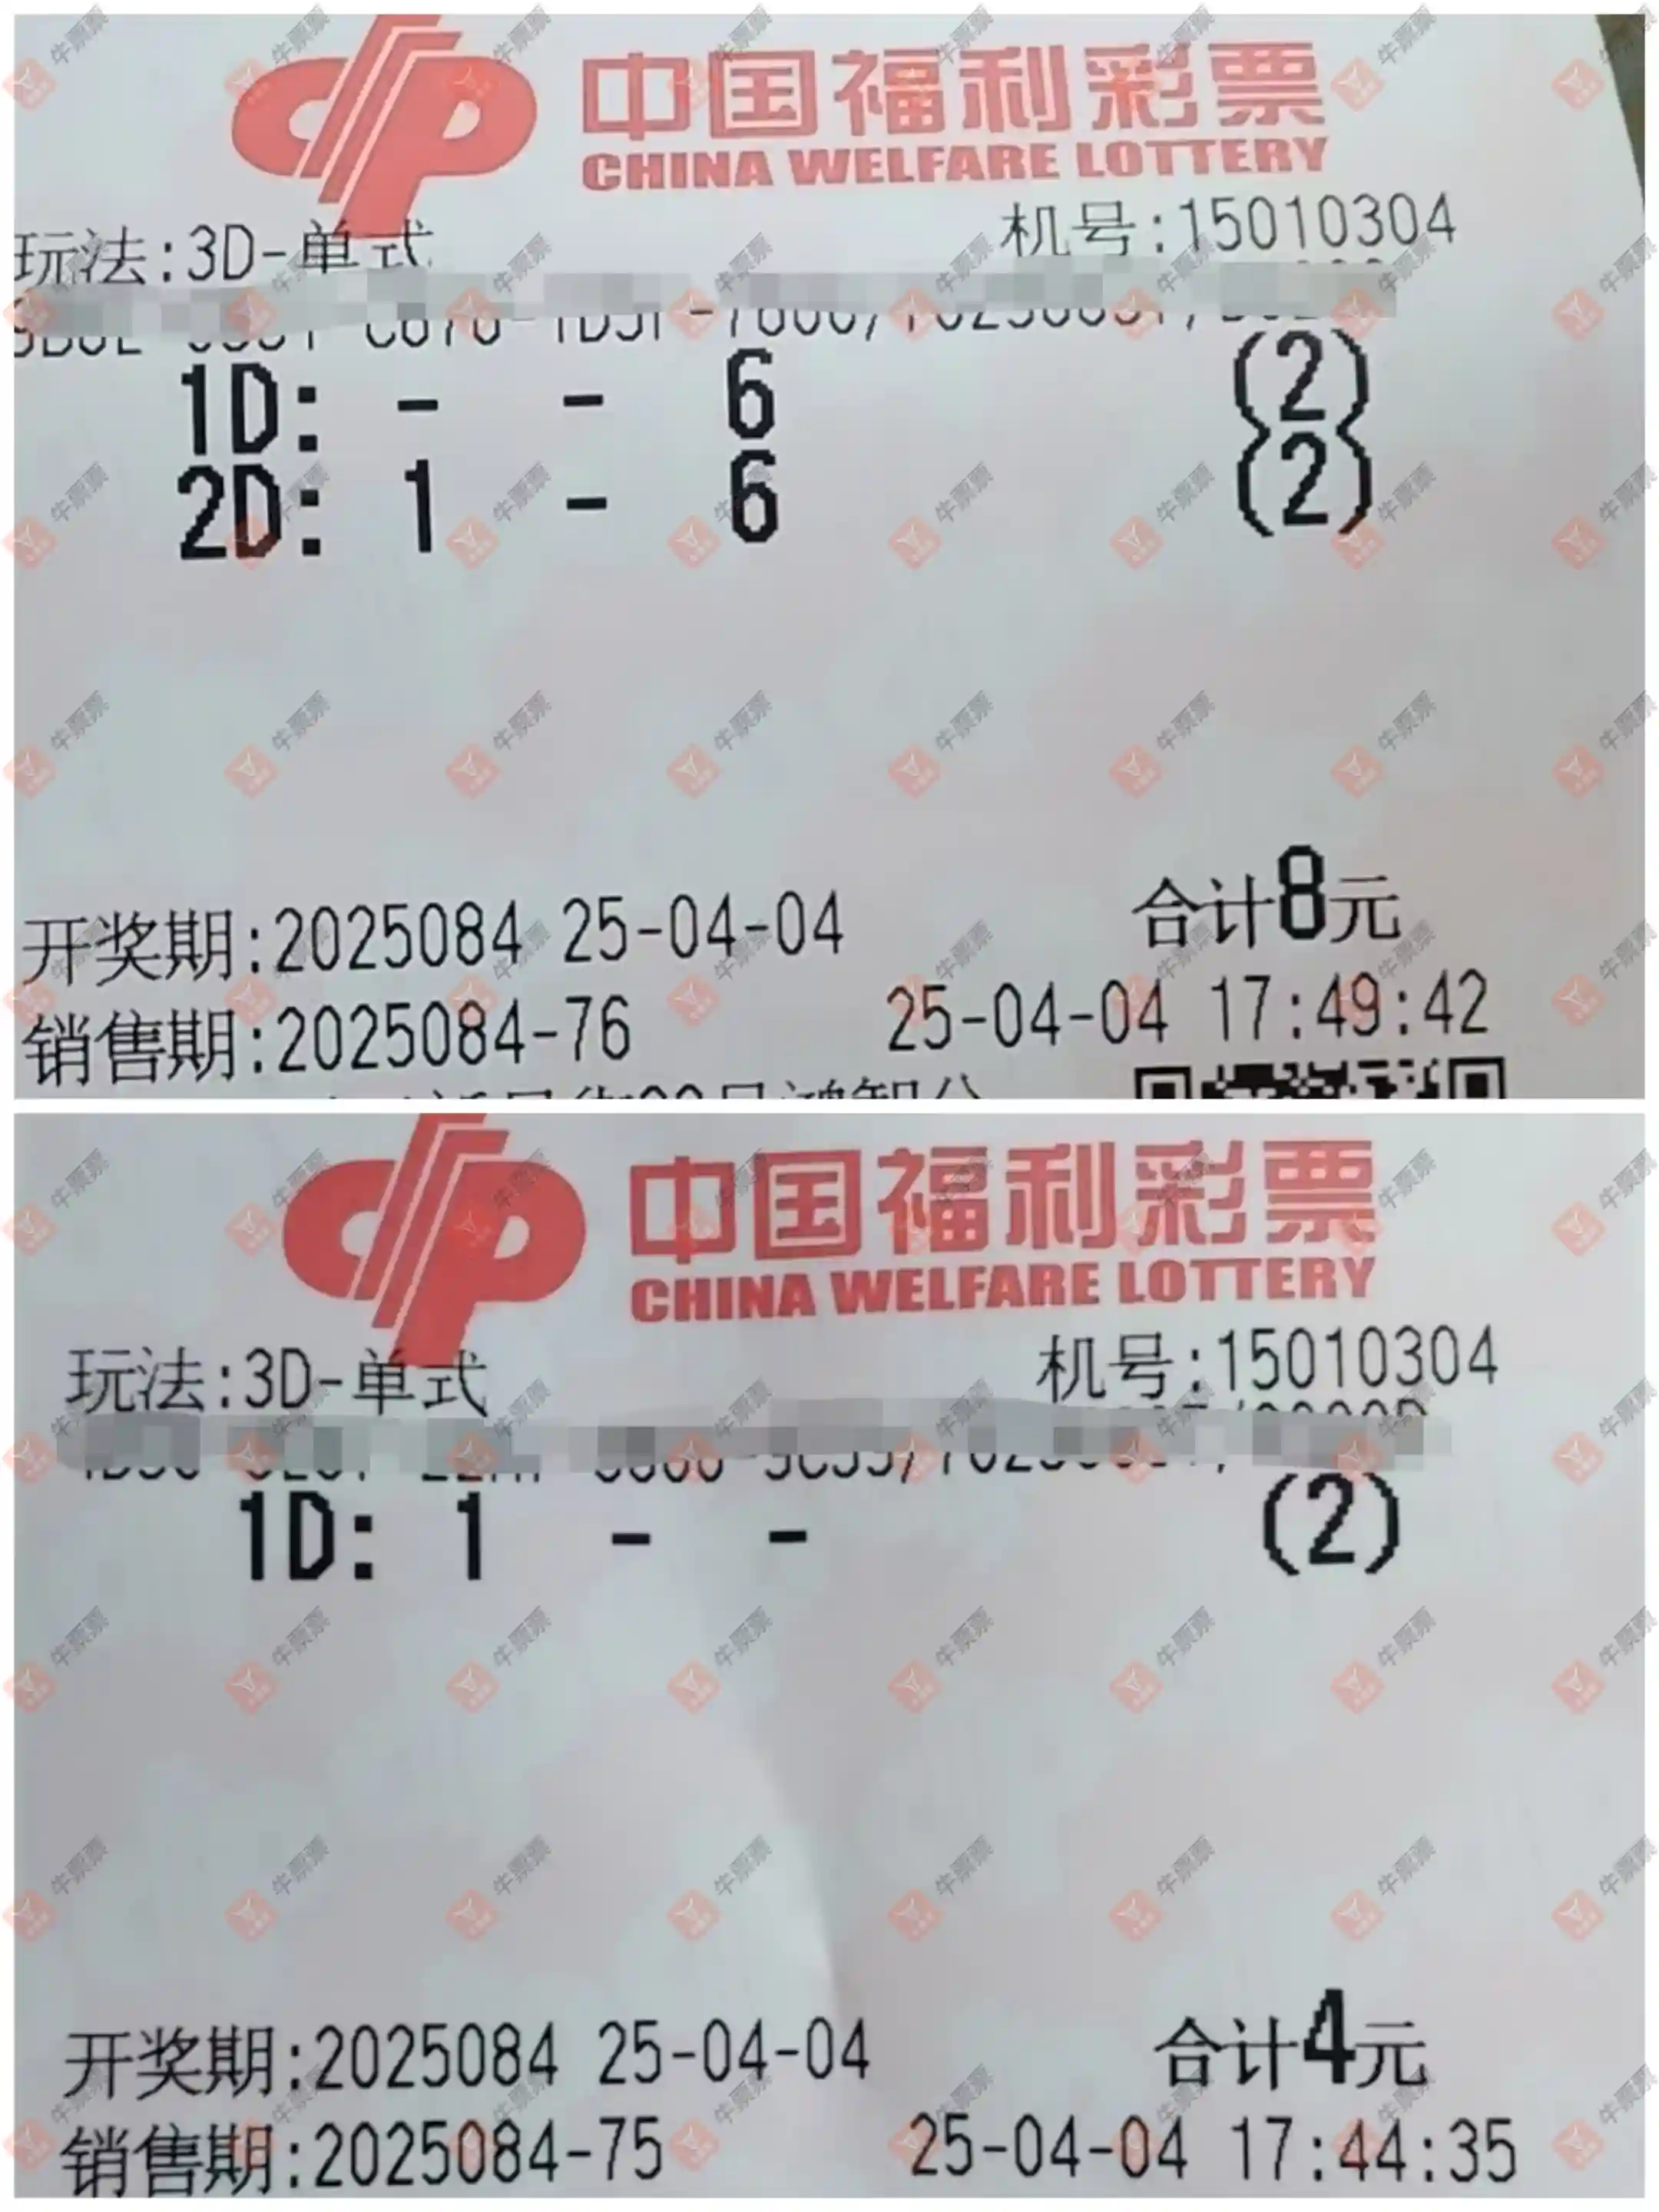 中国福利彩票
CHINA WELFARE LOTTERY
玩法:3D-单式 机号:15010304
1D: - - 6 (2)
2D: 1 - 6 (2)
开奖期:2025084 25-04-04 合计8元
销售期:2025084-76 25-04-04 17:49:42
中国福利彩票
CHINA WELFARE LOTTERY
玩法:3D-单式 机号:15010304
1D: 1 - - (2)
开奖期:2025084 25-04-04 合计4元
销售期:2025084-75 25-04-04 17:44:35
牛票票